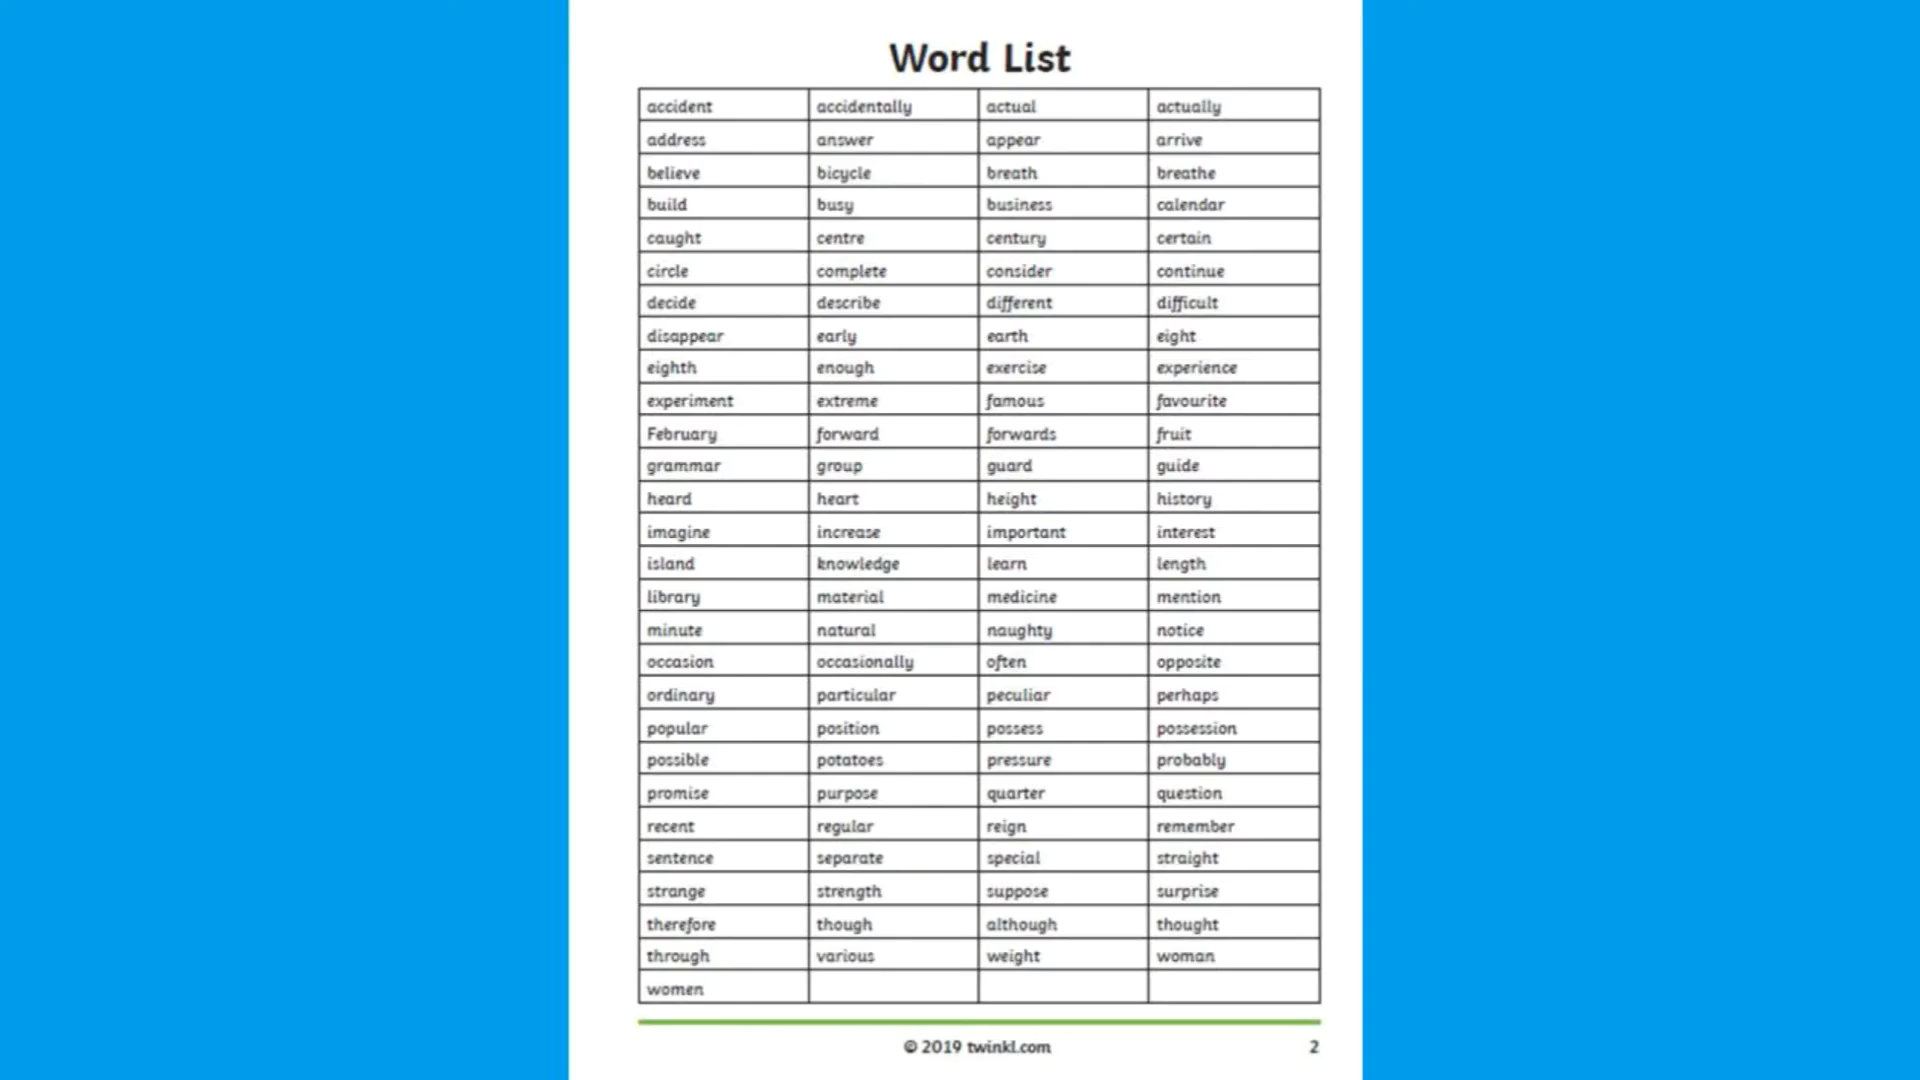 Word List
accident accidentally actual actually
address answer appear arrive
believe bicycle breath breathe
build busy business calendar
caught centre century certain
circle complete consider continue
decide describe different difficult
disappear early earth eight
eighth enough exercise experience
experiment extreme famous favourite
February forward forwards fruit
grammar group guard guide
heard heart height history
imagine increase important interest
island knowledge learn length
library material medicine mention
minute natural naughty notice
occasion occasionally often opposite
ordinary particular peculiar perhaps
popular position possess possession
possible potatoes pressure probably
promise purpose quarter question
recent regular reign remember
sentence separate special straight
strange strength suppose surprise
therefore though although thought
through various weight woman
women
© 2019 twinkl.com 2